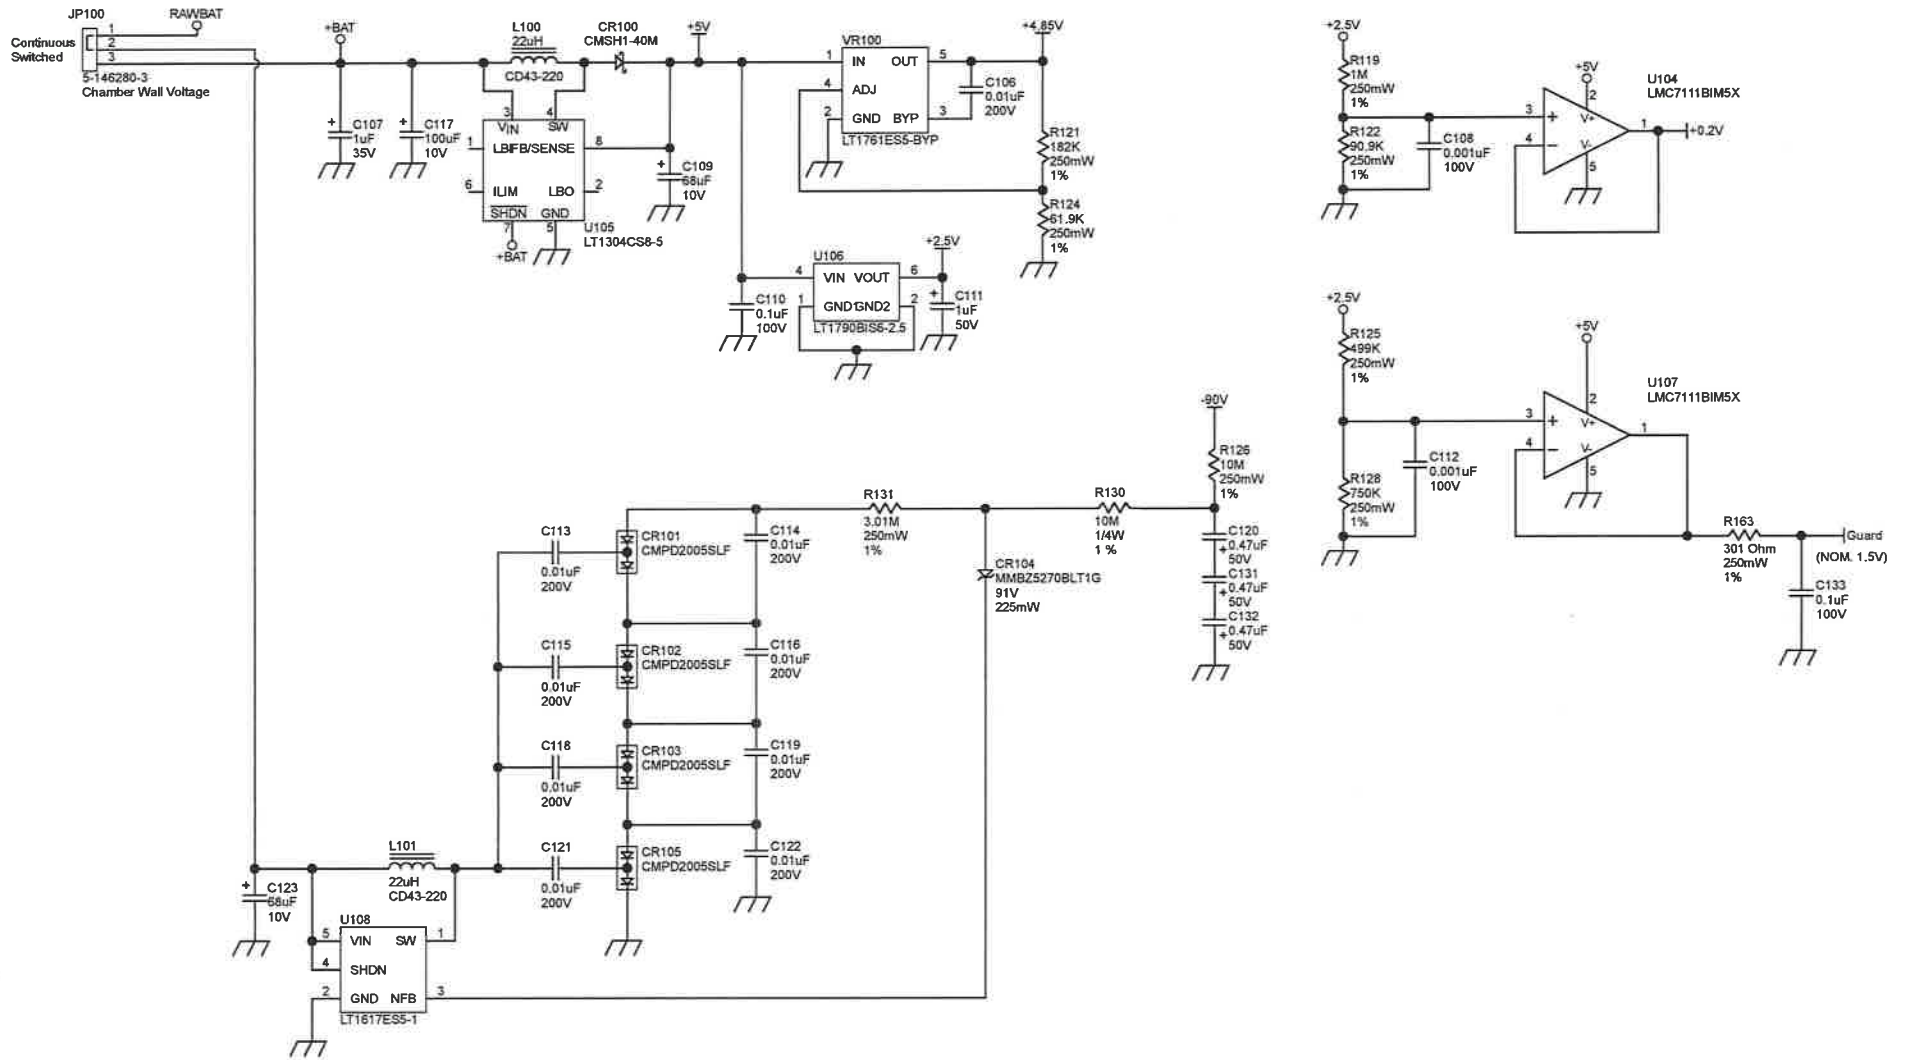 JP100
RAWBAT
Continuous
Switched
1
2
3
5-146280-3
Chamber Wall Voltage
+BAT
L100
22uH
CD43-220
CR100
CMSH1-40M
+5V
+ C107
1uF
35V
+ C117
100uF
10V
3
4
VIN
SW
1
LBI FB/SENSE
8
6
ILIM
LBO
2
SHDN
GND
7
5
+BAT
U105
LT1304CS8-5
+ C109
68uF
10V
VR100
1
IN
OUT
5
4
ADJ
2
GND
BYP
3
LT1761ES5-BYP
C106
0.01uF
200V
+4.85V
R121
182K
250mW
1%
R124
61.9K
250mW
1%
U106
4
VIN
VOUT
6
1
GND1
GND2
2
LT1790BIS6-2.5
+2.5V
C110
0.1uF
100V
+ C111
1uF
50V
+2.5V
R119
1M
250mW
1%
R122
90.9K
250mW
1%
C108
0.001uF
100V
+5V
U104
LMC7111BIM5X
3
+
4
−
2
V+
V-
5
1
+0.2V
+2.5V
R125
499K
250mW
1%
R128
750K
250mW
1%
C112
0.001uF
100V
+5V
U107
LMC7111BIM5X
3
+
4
−
2
V+
V-
5
1
R163
301 Ohm
250mW
1%
Guard
(NOM. 1.5V)
C133
0.1uF
100V
-90V
R126
10M
250mW
1%
R131
3.01M
250mW
1%
R130
10M
1/4W
1 %
CR104
MMBZ5270BLT1G
91V
225mW
C120
+ 0.47uF
50V
C131
+ 0.47uF
50V
C132
+ 0.47uF
50V
C113
0.01uF
200V
CR101
CMPD2005SLF
C114
0.01uF
200V
C115
0.01uF
200V
CR102
CMPD2005SLF
C116
0.01uF
200V
C118
0.01uF
200V
CR103
CMPD2005SLF
C119
0.01uF
200V
C121
0.01uF
200V
CR105
CMPD2005SLF
C122
0.01uF
200V
L101
22uH
CD43-220
+ C123
68uF
10V
U108
5
VIN
SW
1
4
SHDN
2
GND
NFB
3
LT1617ES5-1